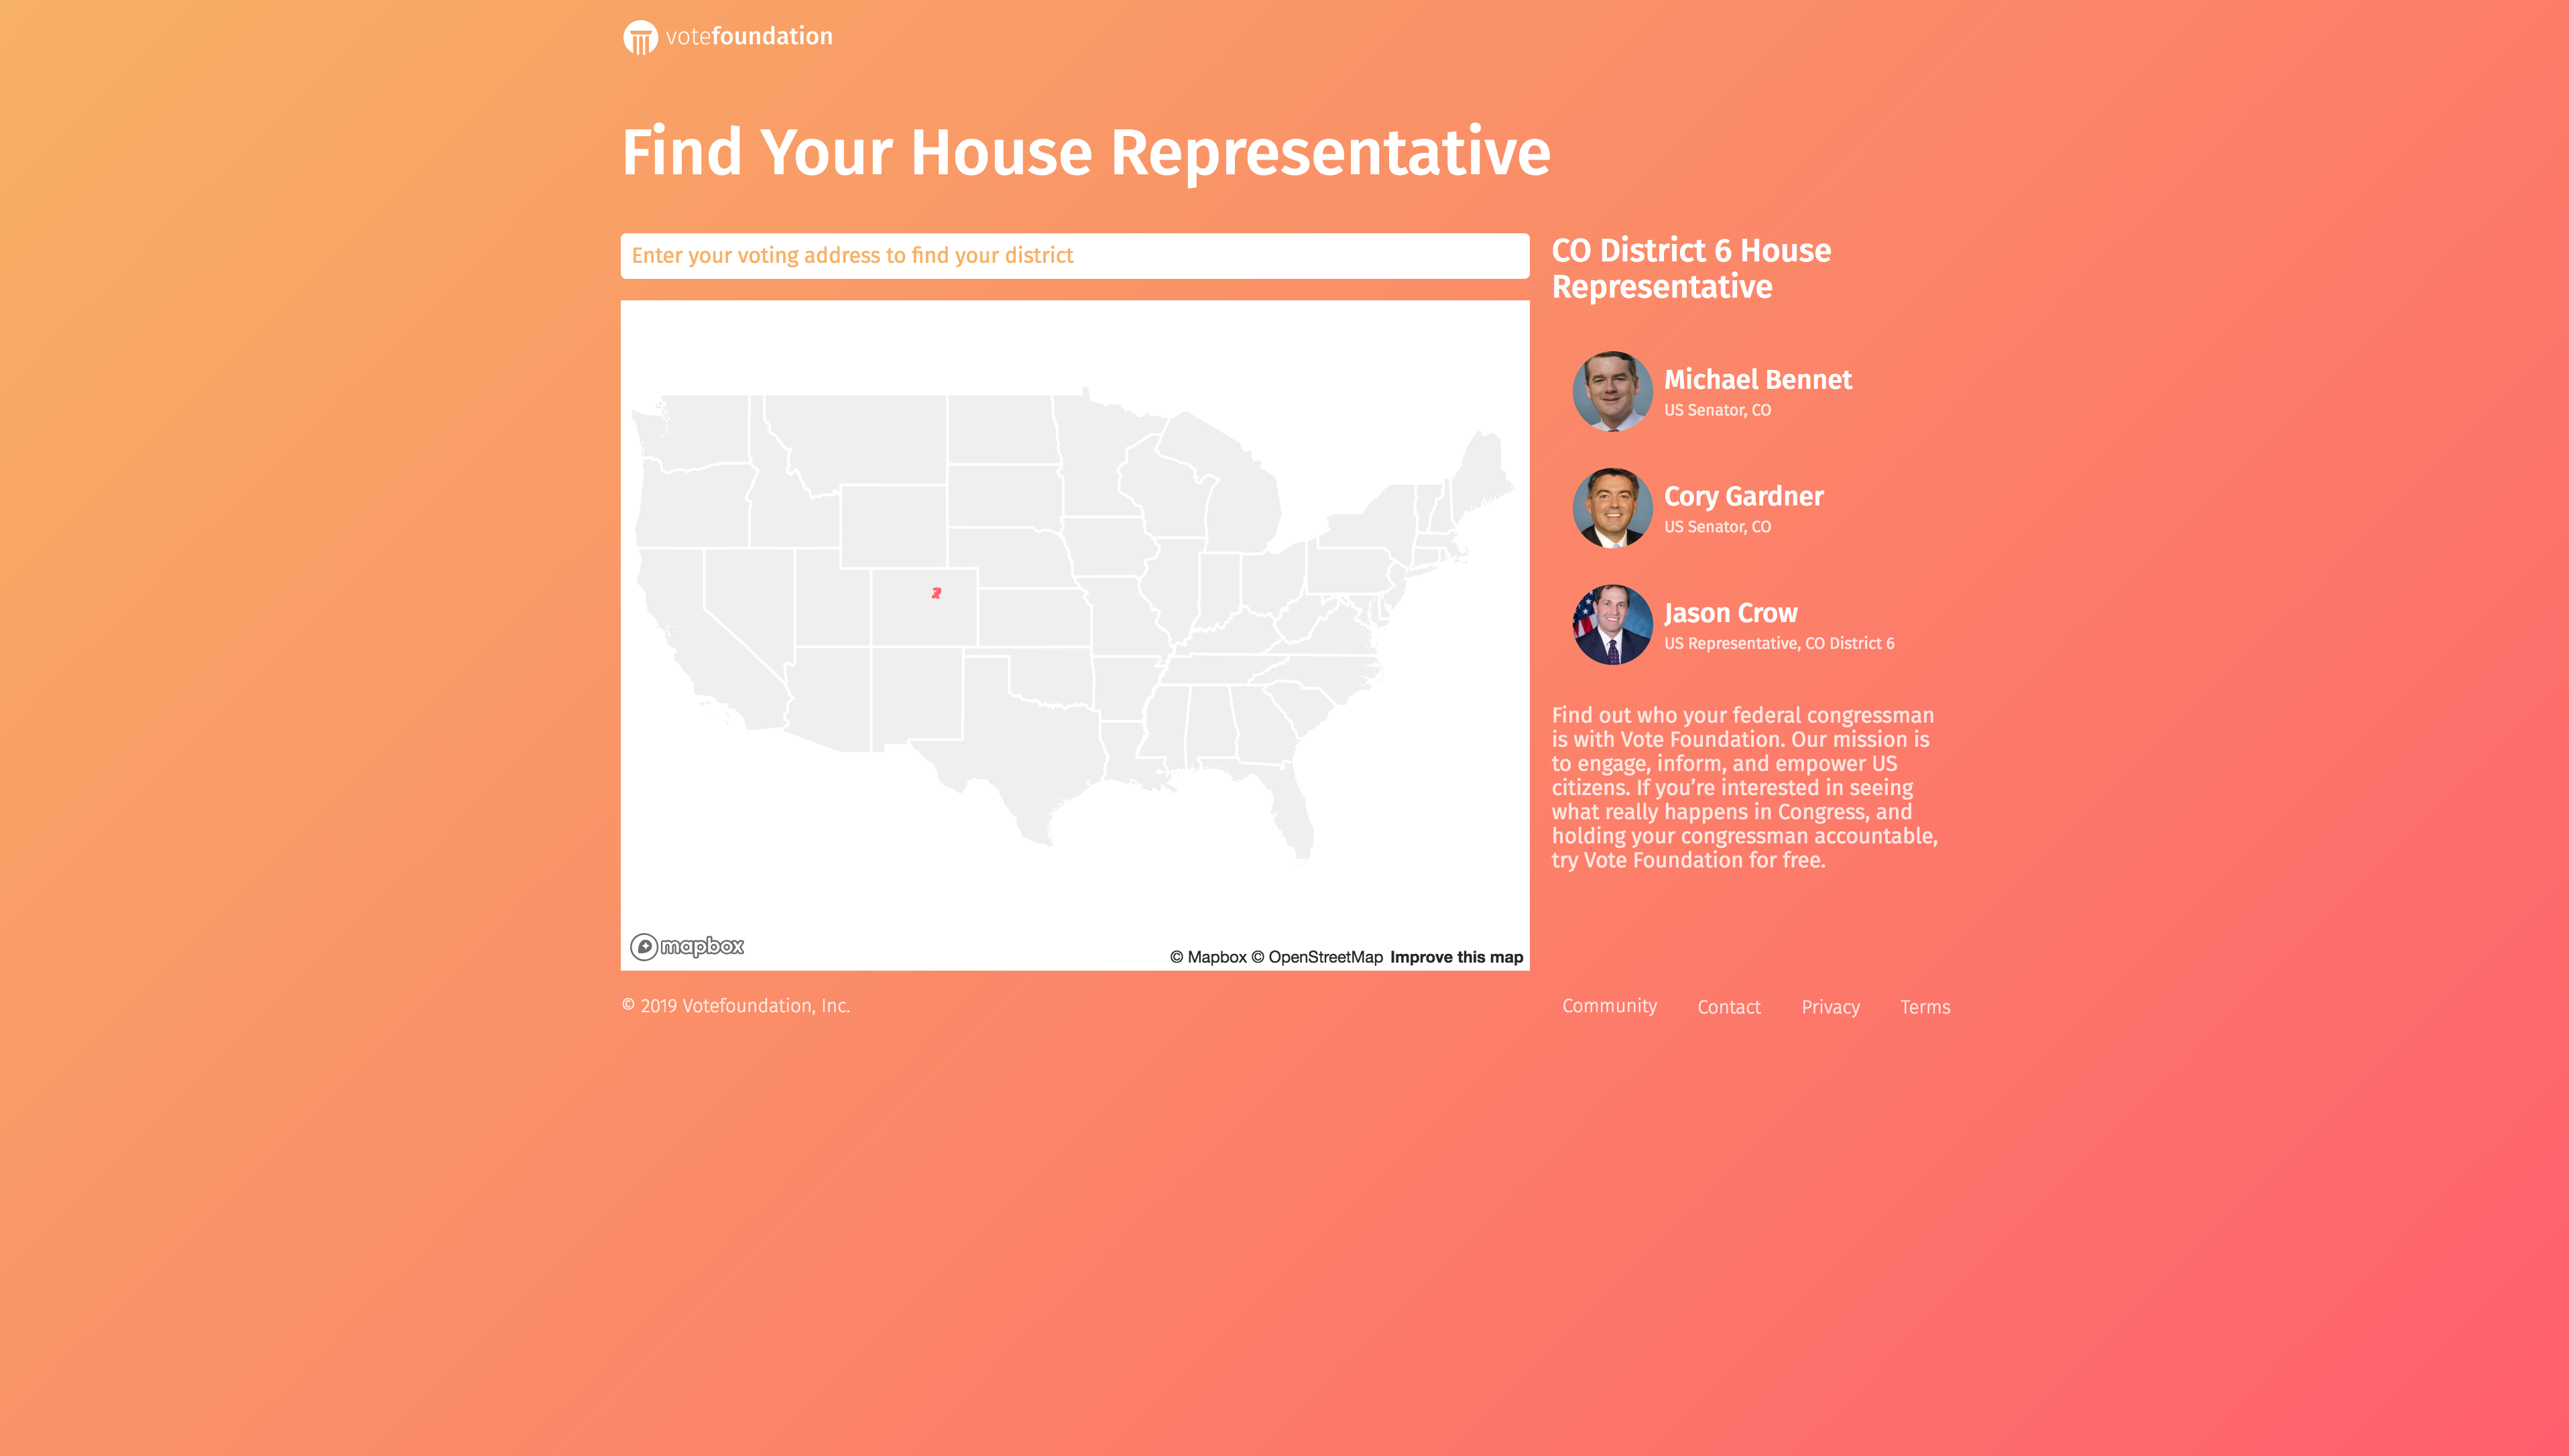 votefoundation
Find Your House Representative
Enter your voting address to find your district
CO District 6 House
Representative
Michael Bennet
US Senator, CO
Cory Gardner
US Senator, CO
Jason Crow
US Representative, CO District 6
Find out who your federal congressman
is with Vote Foundation. Our mission is
to engage, inform, and empower US
citizens. If you’re interested in seeing
what really happens in Congress, and
holding your congressman accountable,
try Vote Foundation for free.
mapbox
© Mapbox © OpenStreetMap Improve this map
© 2019 Votefoundation, Inc.
Community Contact Privacy Terms